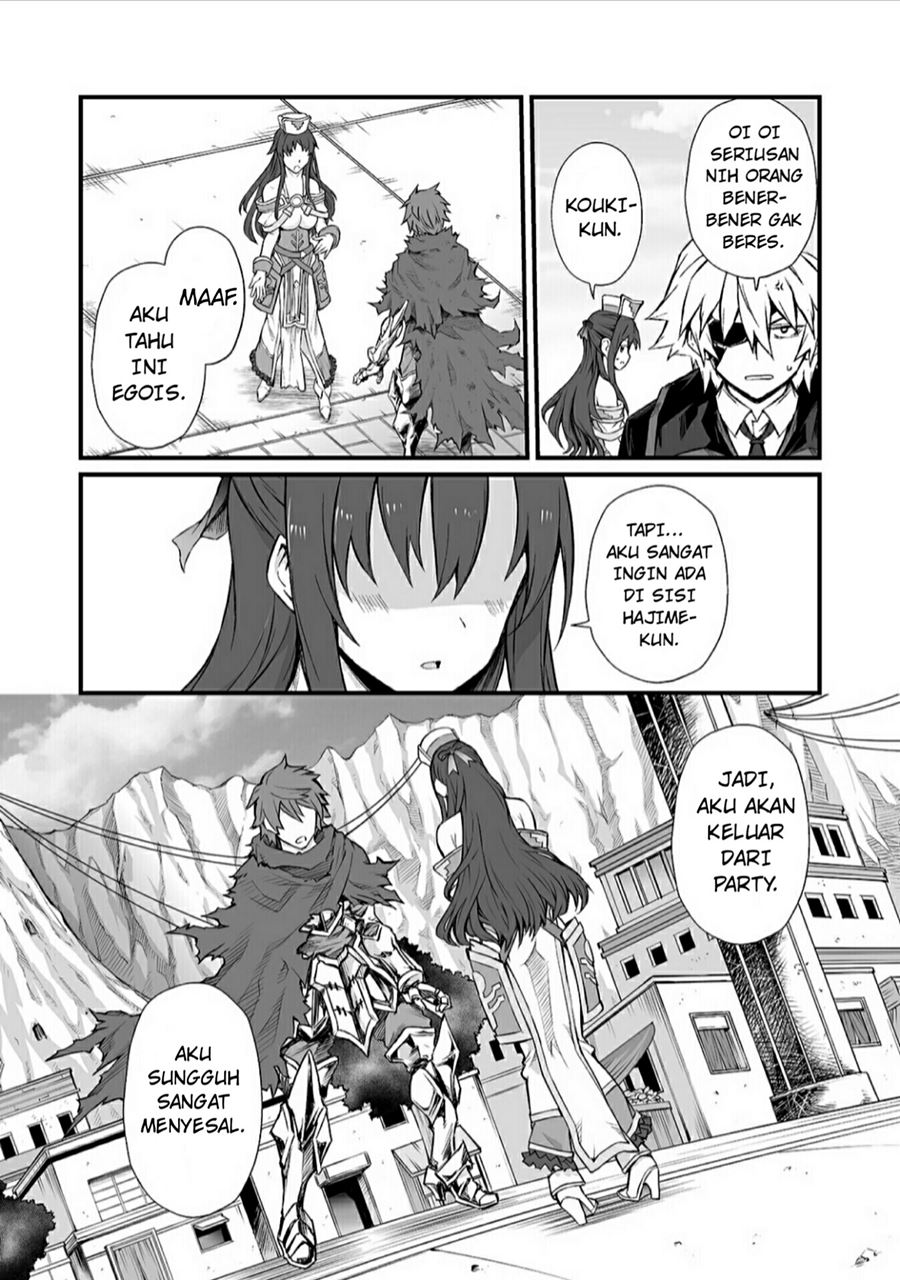 OI OI
SERIUSAN
NIH ORANG
BENER-
BENER GAK
BERES.
KOUKI-
KUN.
MAAF.
AKU
TAHU
INI
EGOIS.
TAPI...
AKU SANGAT
INGIN ADA
DI SISI
HAJIME-
KUN.
JADI,
AKU AKAN
KELUAR
DARI
PARTY.
AKU
SUNGGUH
SANGAT
MENYESAL.